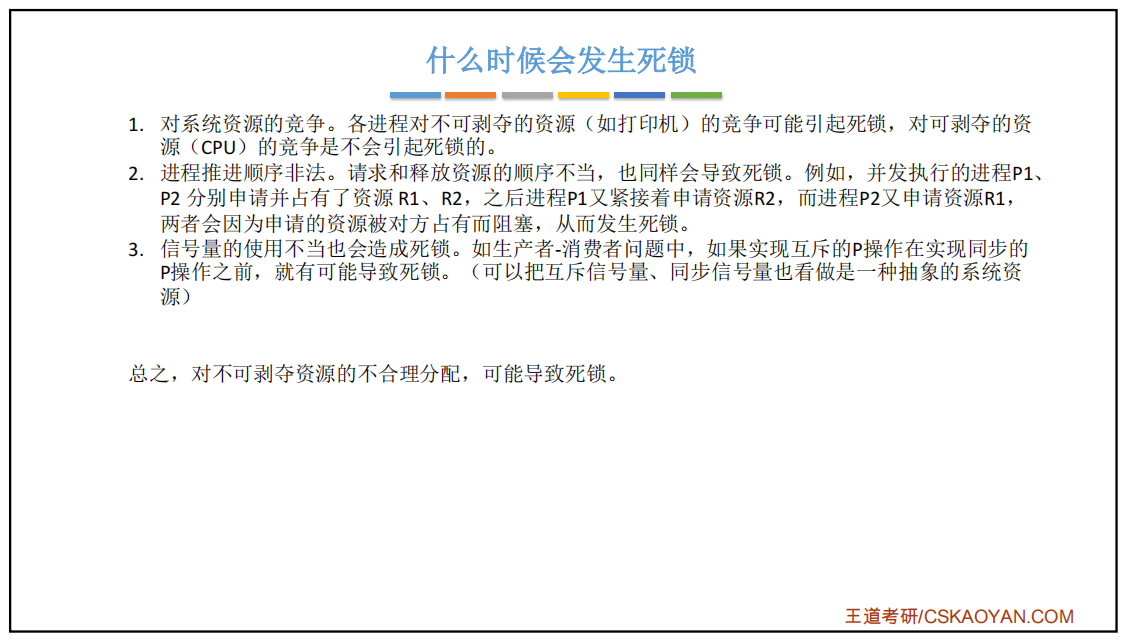 什么时候会发生死锁
1. 对系统资源的竞争。各进程对不可剥夺的资源（如打印机）的竞争可能引起死锁，对可剥夺的资
源（CPU）的竞争是不会引起死锁的。
2. 进程推进顺序非法。请求和释放资源的顺序不当，也同样会导致死锁。例如，并发执行的进程P1、
P2 分别申请并占有了资源 R1、R2，之后进程P1又紧接着申请资源R2，而进程P2又申请资源R1，
两者会因为申请的资源被对方占有而阻塞，从而发生死锁。
3. 信号量的使用不当也会造成死锁。如生产者-消费者问题中，如果实现互斥的P操作在实现同步的
P操作之前，就有可能导致死锁。（可以把互斥信号量、同步信号量也看做是一种抽象的系统资
源）
总之，对不可剥夺资源的不合理分配，可能导致死锁。
王道考研/CSKAOYAN.COM